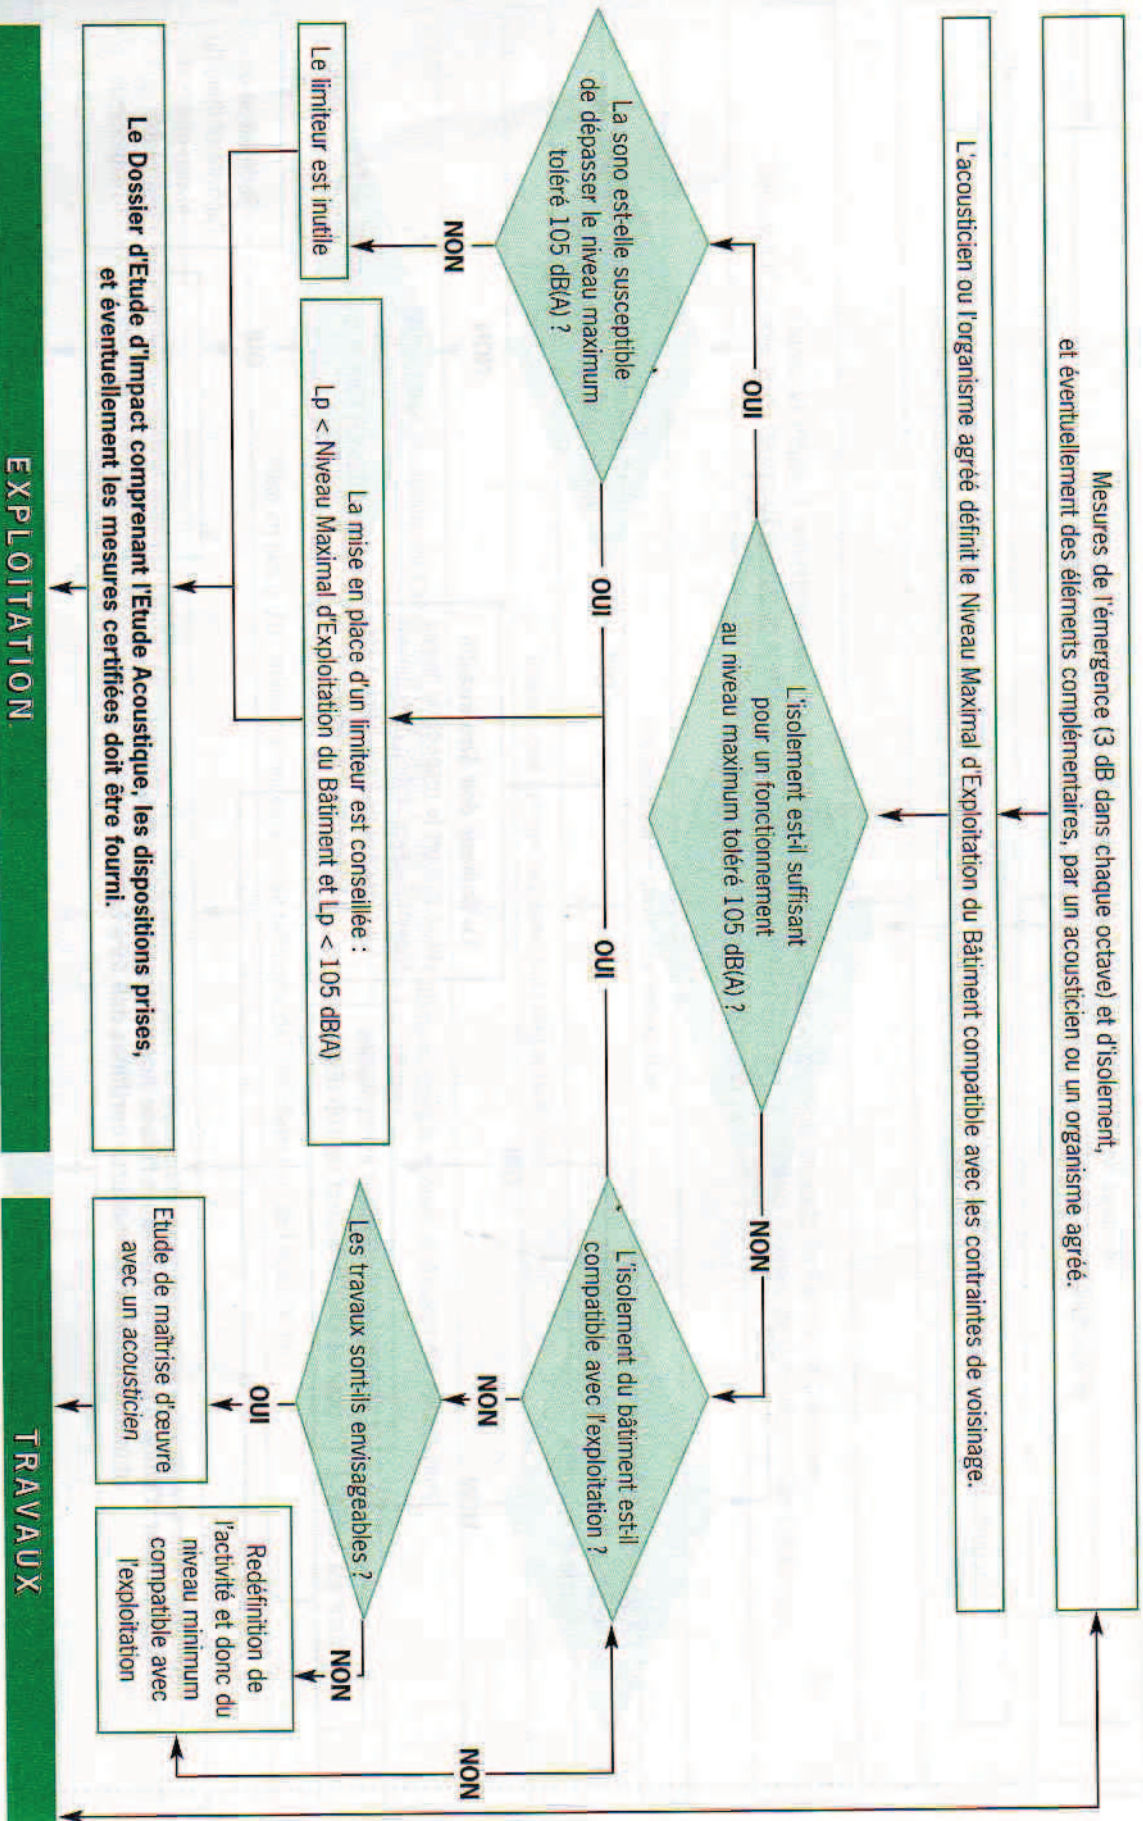 Mesures de l'émergence (3 dB dans chaque octave) et d'isolement,
et éventuellement des éléments complémentaires, par un acousticien ou un organisme agréé.
L'acousticien ou l'organisme agréé définit le Niveau Maximal d'Exploitation du Bâtiment compatible avec les contraintes de voisinage.
L'isolement est-il suffisant
pour un fonctionnement
au niveau maximum toléré 105 dB(A) ?
OUI
NON
La sono est-elle susceptible
de dépasser le niveau maximum
toléré 105 dB(A) ?
OUI
OUI
L'isolement du bâtiment est-il
compatible avec l'exploitation ?
NON
NON
NON
Le limiteur est inutile
La mise en place d'un limiteur est conseillée :
Lp < Niveau Maximal d'Exploitation du Bâtiment et Lp < 105 dB(A)
Les travaux sont-ils envisageables ?
OUI
NON
Le Dossier d'Etude d'Impact comprenant l'Etude Acoustique, les dispositions prises,
et éventuellement les mesures certifiées doit être fourni.
Etude de maîtrise d'œuvre
avec un acousticien
Redéfinition de
l'activité et donc du
niveau minimum
compatible avec
l'exploitation
EXPLOITATION
TRAVAUX